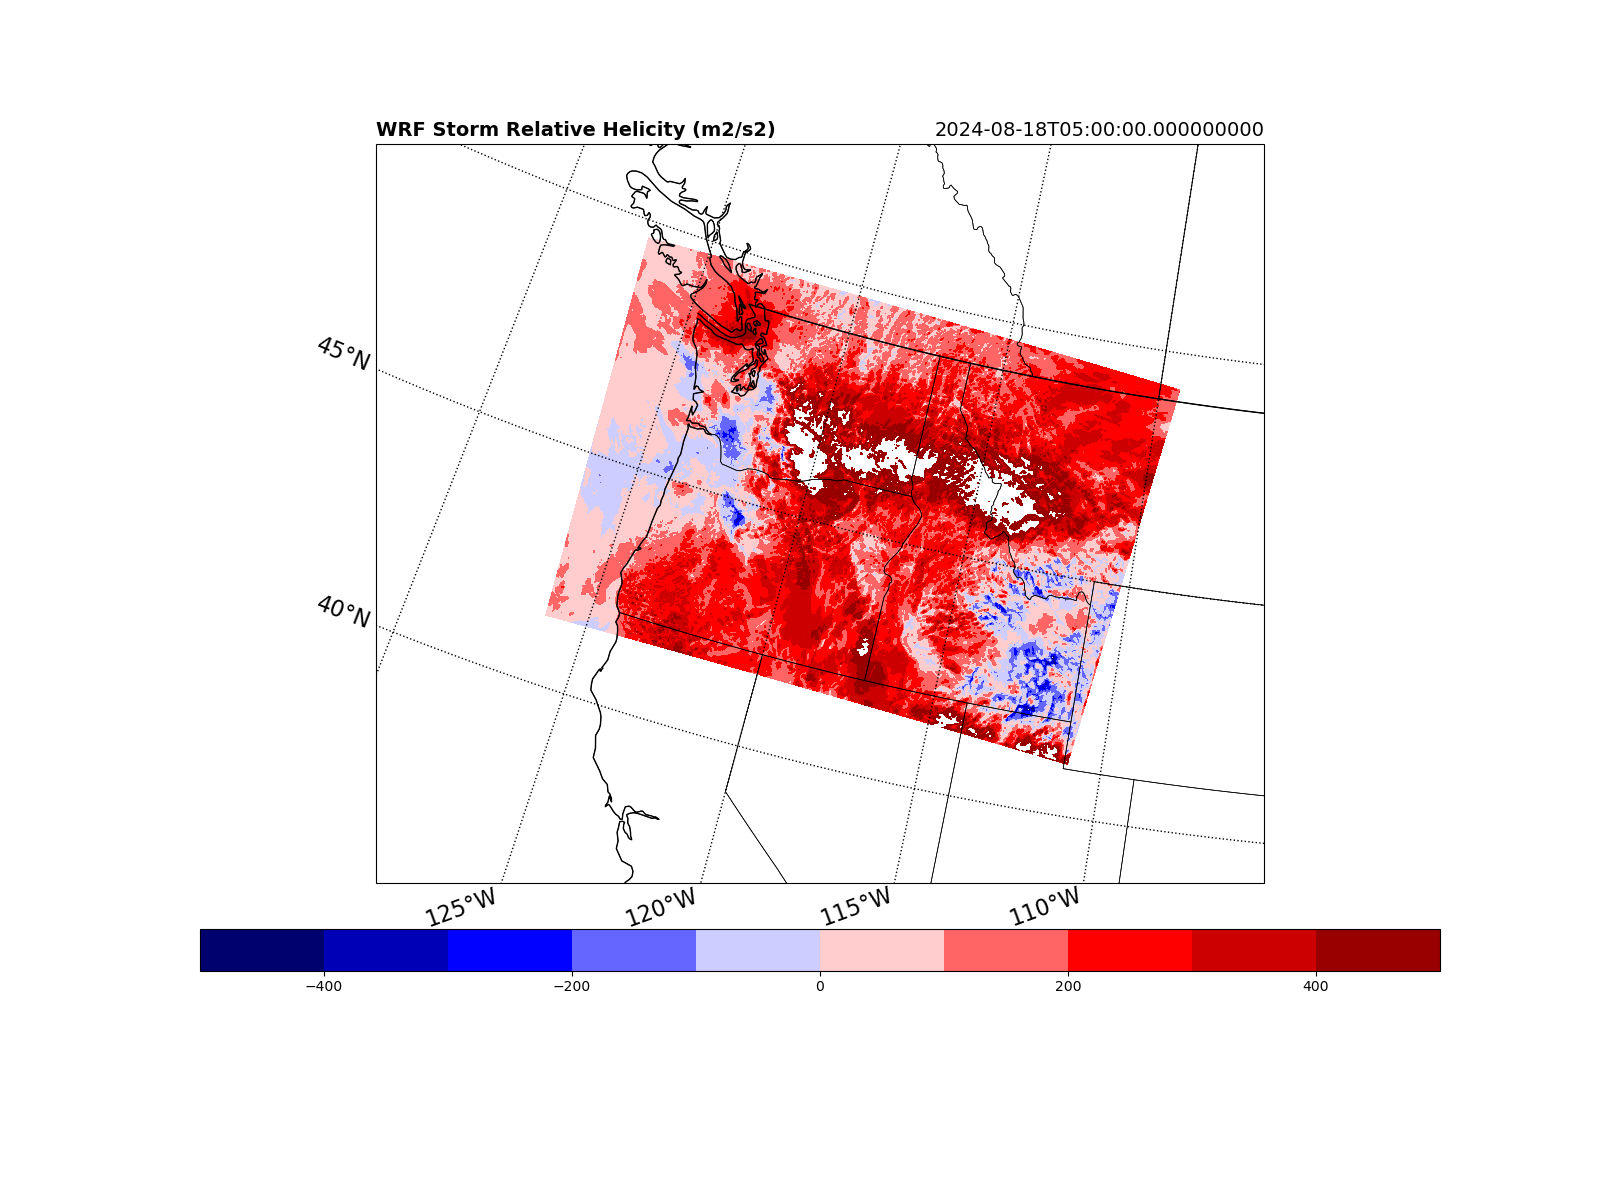 WRF Storm Relative Helicity (m2/s2) 2024-08-18T05:00:00.000000000
45°N
40°N
125°W 120°W 115°W 110°W
−400 −200 0 200 400